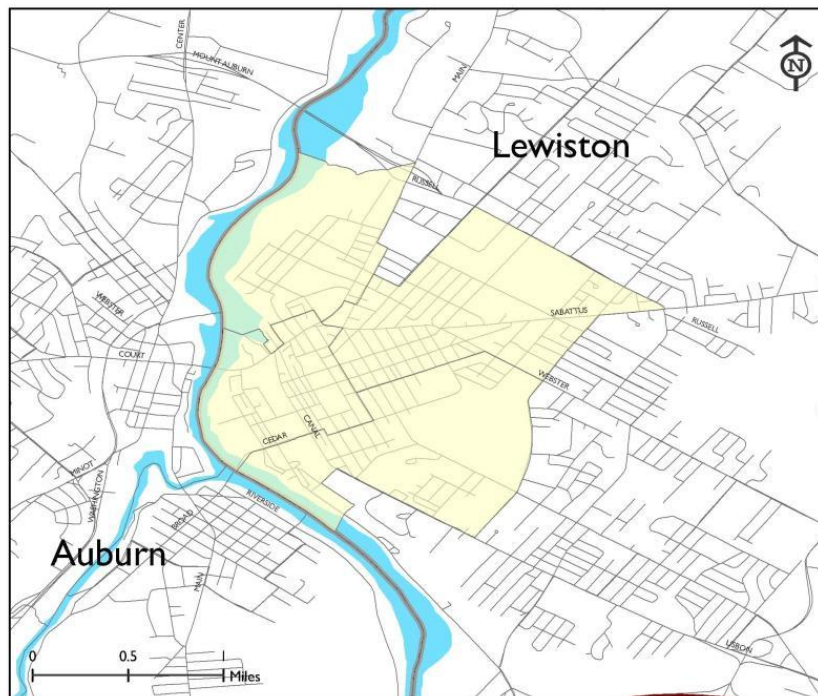 CENTER
MOUNT AUBURN
N
MAIN
Lewiston
RUSSELL
WEBSTER
SABATTUS
RUSSELL
COURT
WEBSTER
CANAL
CEDAR
MINOT
WASHINGTON
RIVERSIDE
BROAD
Auburn
MAIN
LISBON
0 0.5 1
Miles